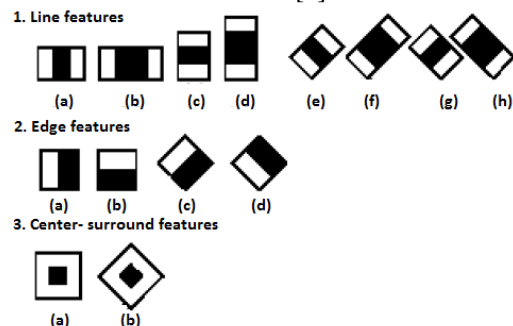 1. Line features
(a) (b) (c) (d) (e) (f) (g) (h)
2. Edge features
(a) (b) (c) (d)
3. Center- surround features
(a) (b)